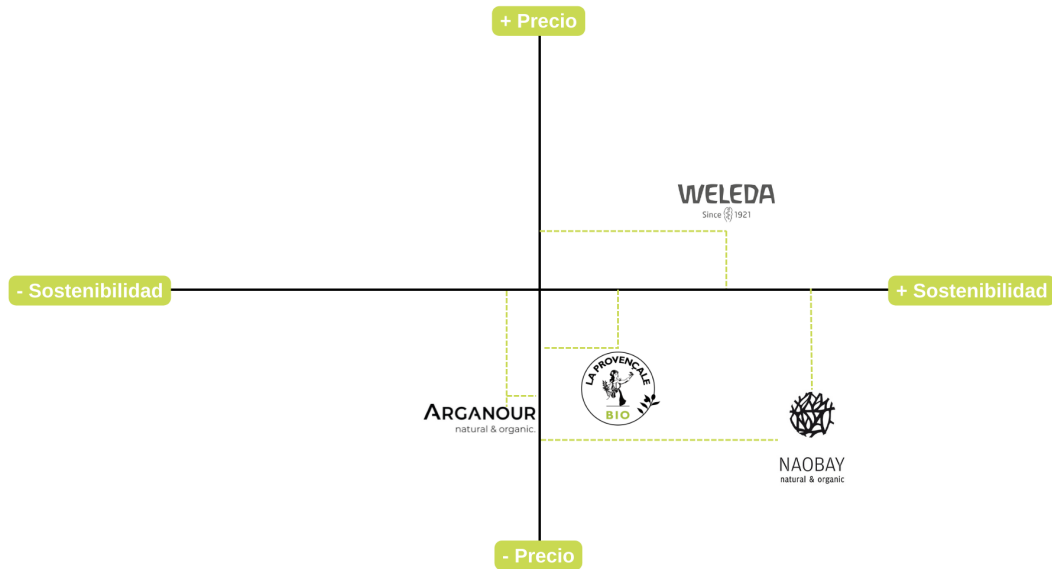 + Precio
WELEDA
Since 1921
- Sostenibilidad
+ Sostenibilidad
LA PROVENÇALE
BIO
ARGANOUR
natural & organic.
NAOBAY
natural & organic
- Precio